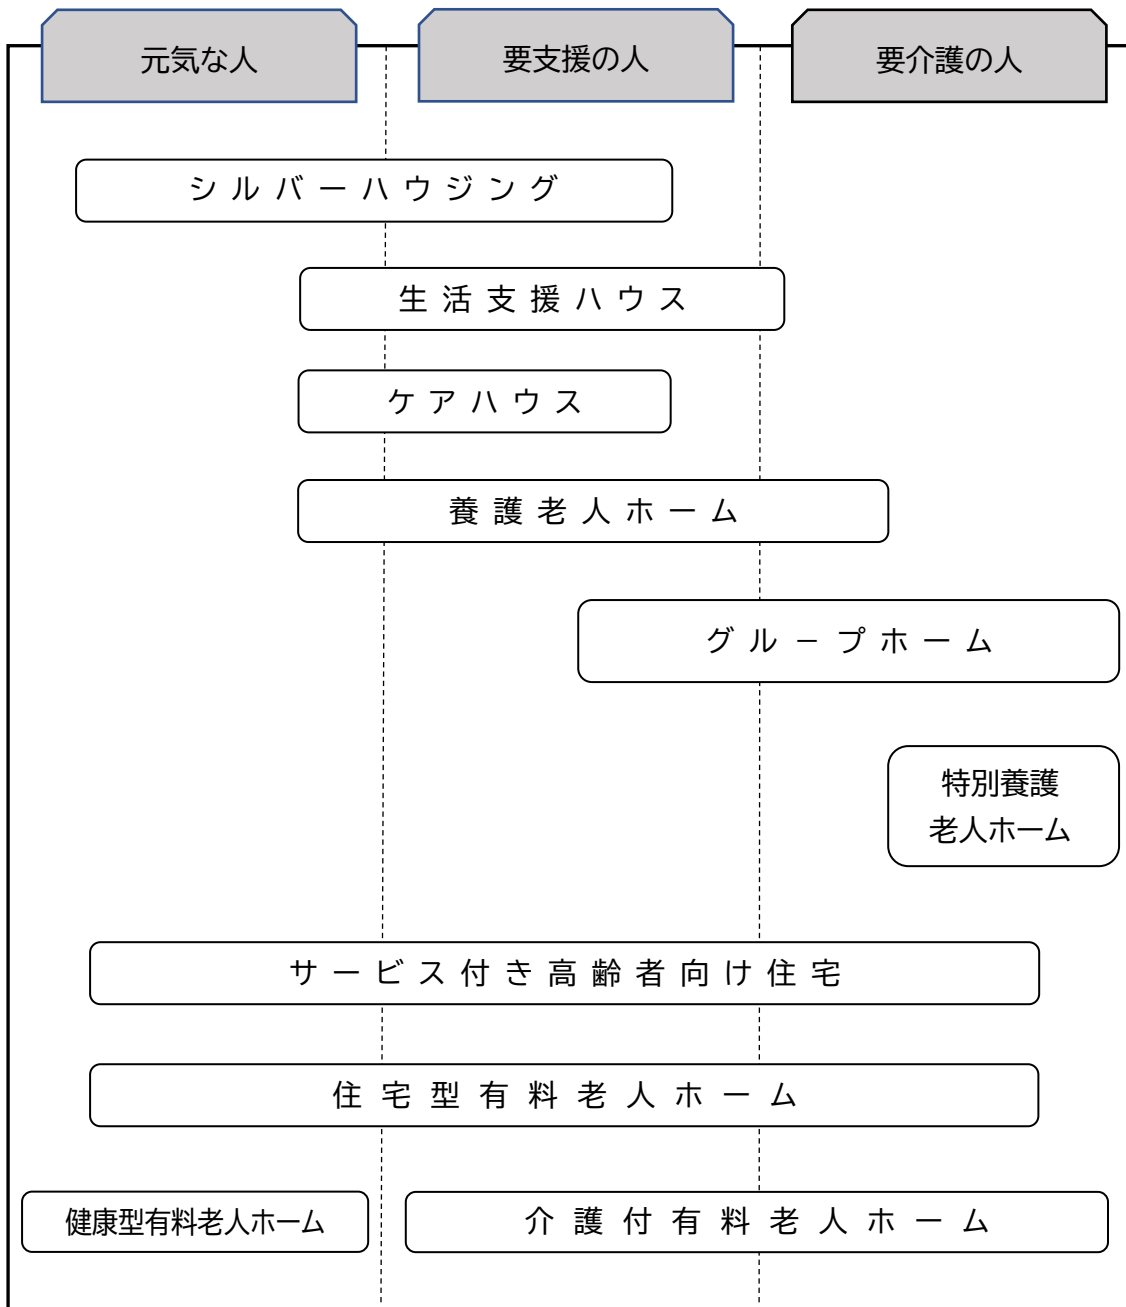 元気な人
要支援の人
要介護の人
シルバーハウジング
生活支援ハウス
ケアハウス
養護老人ホーム
グループホーム
特別養護
老人ホーム
サービス付き高齢者向け住宅
住宅型有料老人ホーム
健康型有料老人ホーム
介護付有料老人ホーム